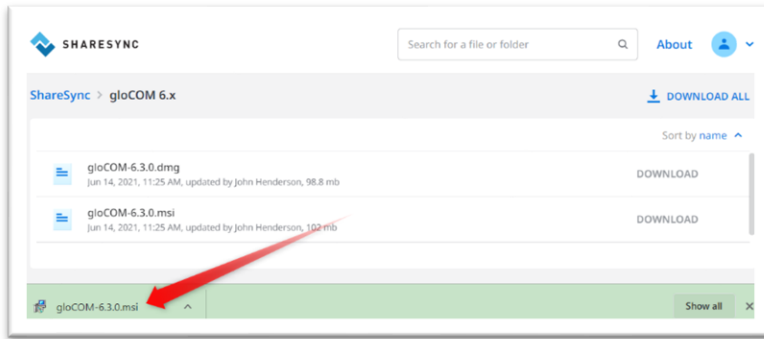 SHARESYNC
Search for a file or folder
About
ShareSync > gloCOM 6.x
DOWNLOAD ALL
Sort by name
gloCOM-6.3.0.dmg
Jun 14, 2021, 11:25 AM, updated by John Henderson, 98.8 mb
DOWNLOAD
gloCOM-6.3.0.msi
Jun 14, 2021, 11:25 AM, updated by John Henderson, 102 mb
DOWNLOAD
gloCOM-6.3.0.msi
Show all